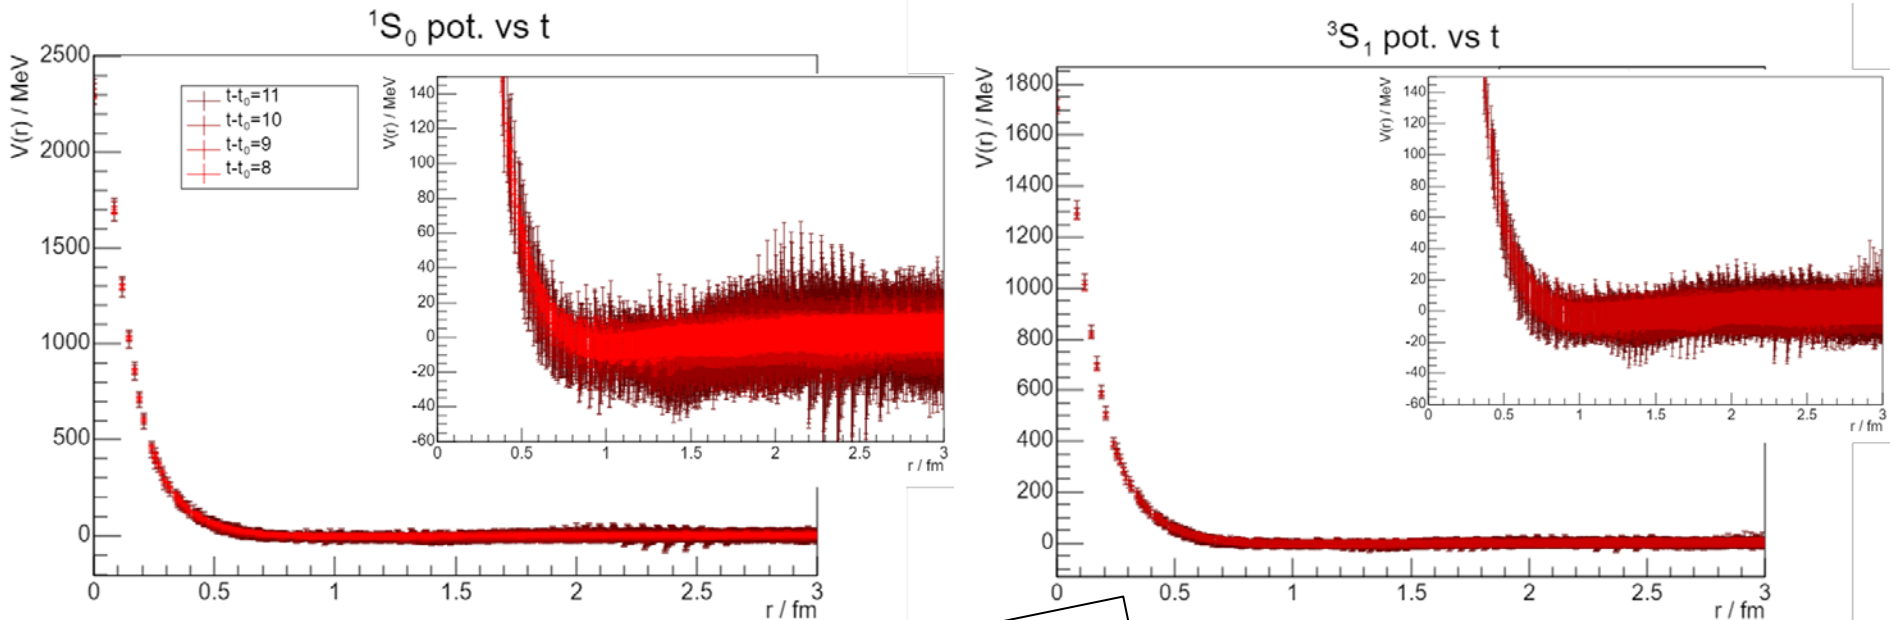 ¹S₀ pot. vs t
V(r) / MeV
2500
2000
1500
1000
500
0
t-t₀=11
t-t₀=10
t-t₀=9
t-t₀=8
0 0.5 1 1.5 2 2.5 3
r / fm
V(r) / MeV
140
120
100
80
60
40
20
0
-20
-40
-60
0 0.5 1 1.5 2 2.5 3
r / fm
³S₁ pot. vs t
V(r) / MeV
1800
1600
1400
1200
1000
800
600
400
200
0
0 0.5 1 1.5 2 2.5 3
r / fm
V(r) / MeV
140
120
100
80
60
40
20
0
-20
-40
-60
0 0.5 1 1.5 2 2.5 3
r / fm